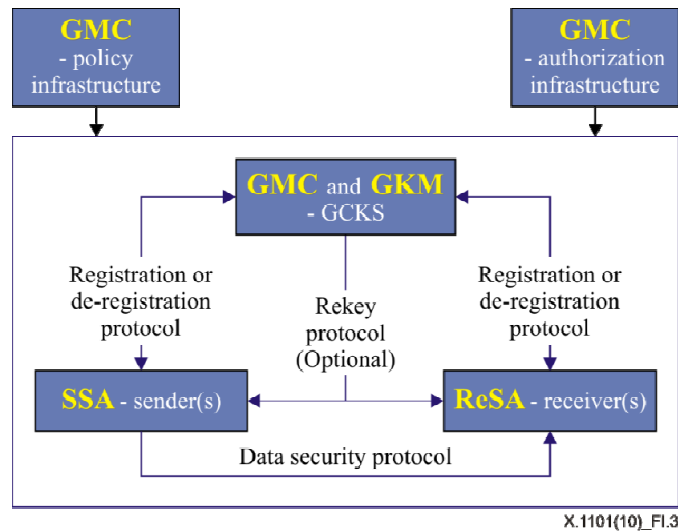 GMC
- policy
infrastructure
GMC
- authorization
infrastructure
GMC and GKM
- GCKS
Registration or
de-registration
protocol
Rekey
protocol
(Optional)
Registration or
de-registration
protocol
SSA - sender(s)
ReSA - receiver(s)
Data security protocol
X.1101(10)_FI.3